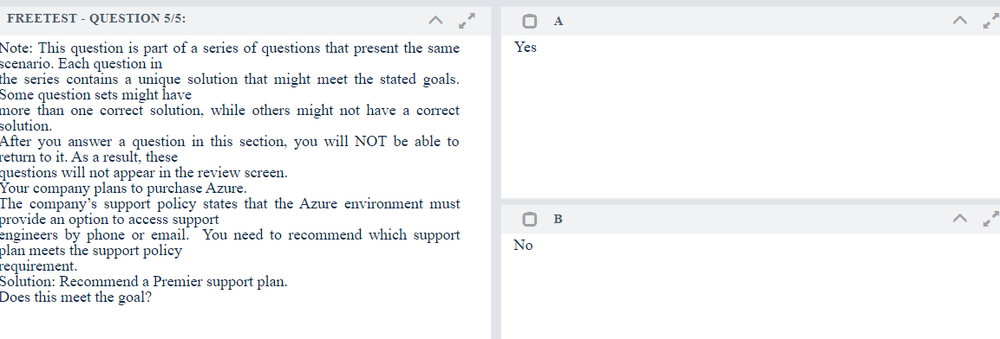 FREETEST - QUESTION 5/5:
Note: This question is part of a series of questions that present the same
scenario. Each question in
the series contains a unique solution that might meet the stated goals.
Some question sets might have
more than one correct solution, while others might not have a correct
solution.
After you answer a question in this section, you will NOT be able to
return to it. As a result, these
questions will not appear in the review screen.
Your company plans to purchase Azure.
The company's support policy states that the Azure environment must
provide an option to access support
engineers by phone or email. You need to recommend which support
plan meets the support policy
requirement.
Solution: Recommend a Premier support plan.
Does this meet the goal?
A
Yes
B
No